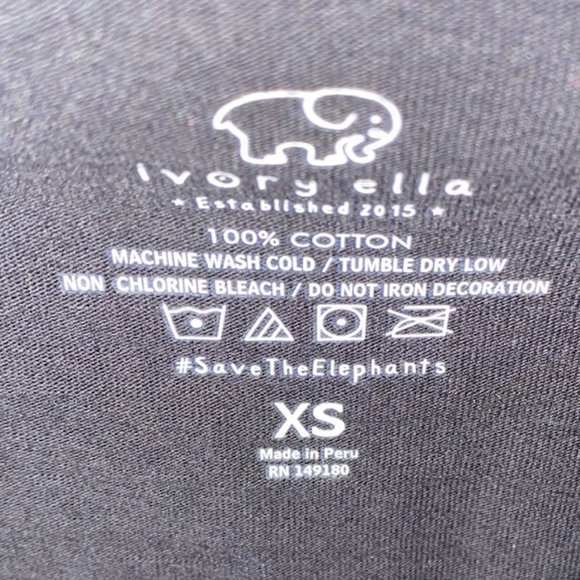 ivory ella
★ Established 2015 ★
100% COTTON
MACHINE WASH COLD / TUMBLE DRY LOW
NON CHLORINE BLEACH / DO NOT IRON DECORATION
#SaveTheElephants
XS
Made in Peru
RN 149180